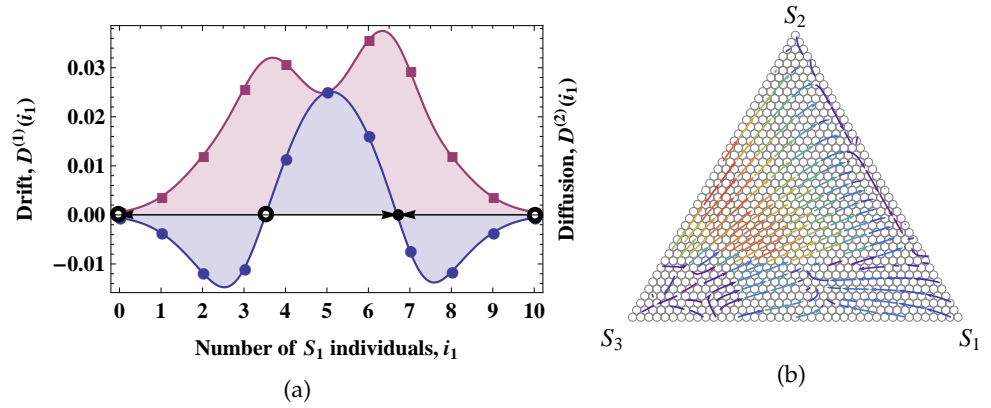 Drift, D⁽¹⁾(i₁)
0.03
0.02
0.01
0.00
−0.01
0 1 2 3 4 5 6 7 8 9 10
Number of S₁ individuals, i₁
(a)
Diffusion, D⁽²⁾(i₁)
S₂
S₃
S₁
(b)